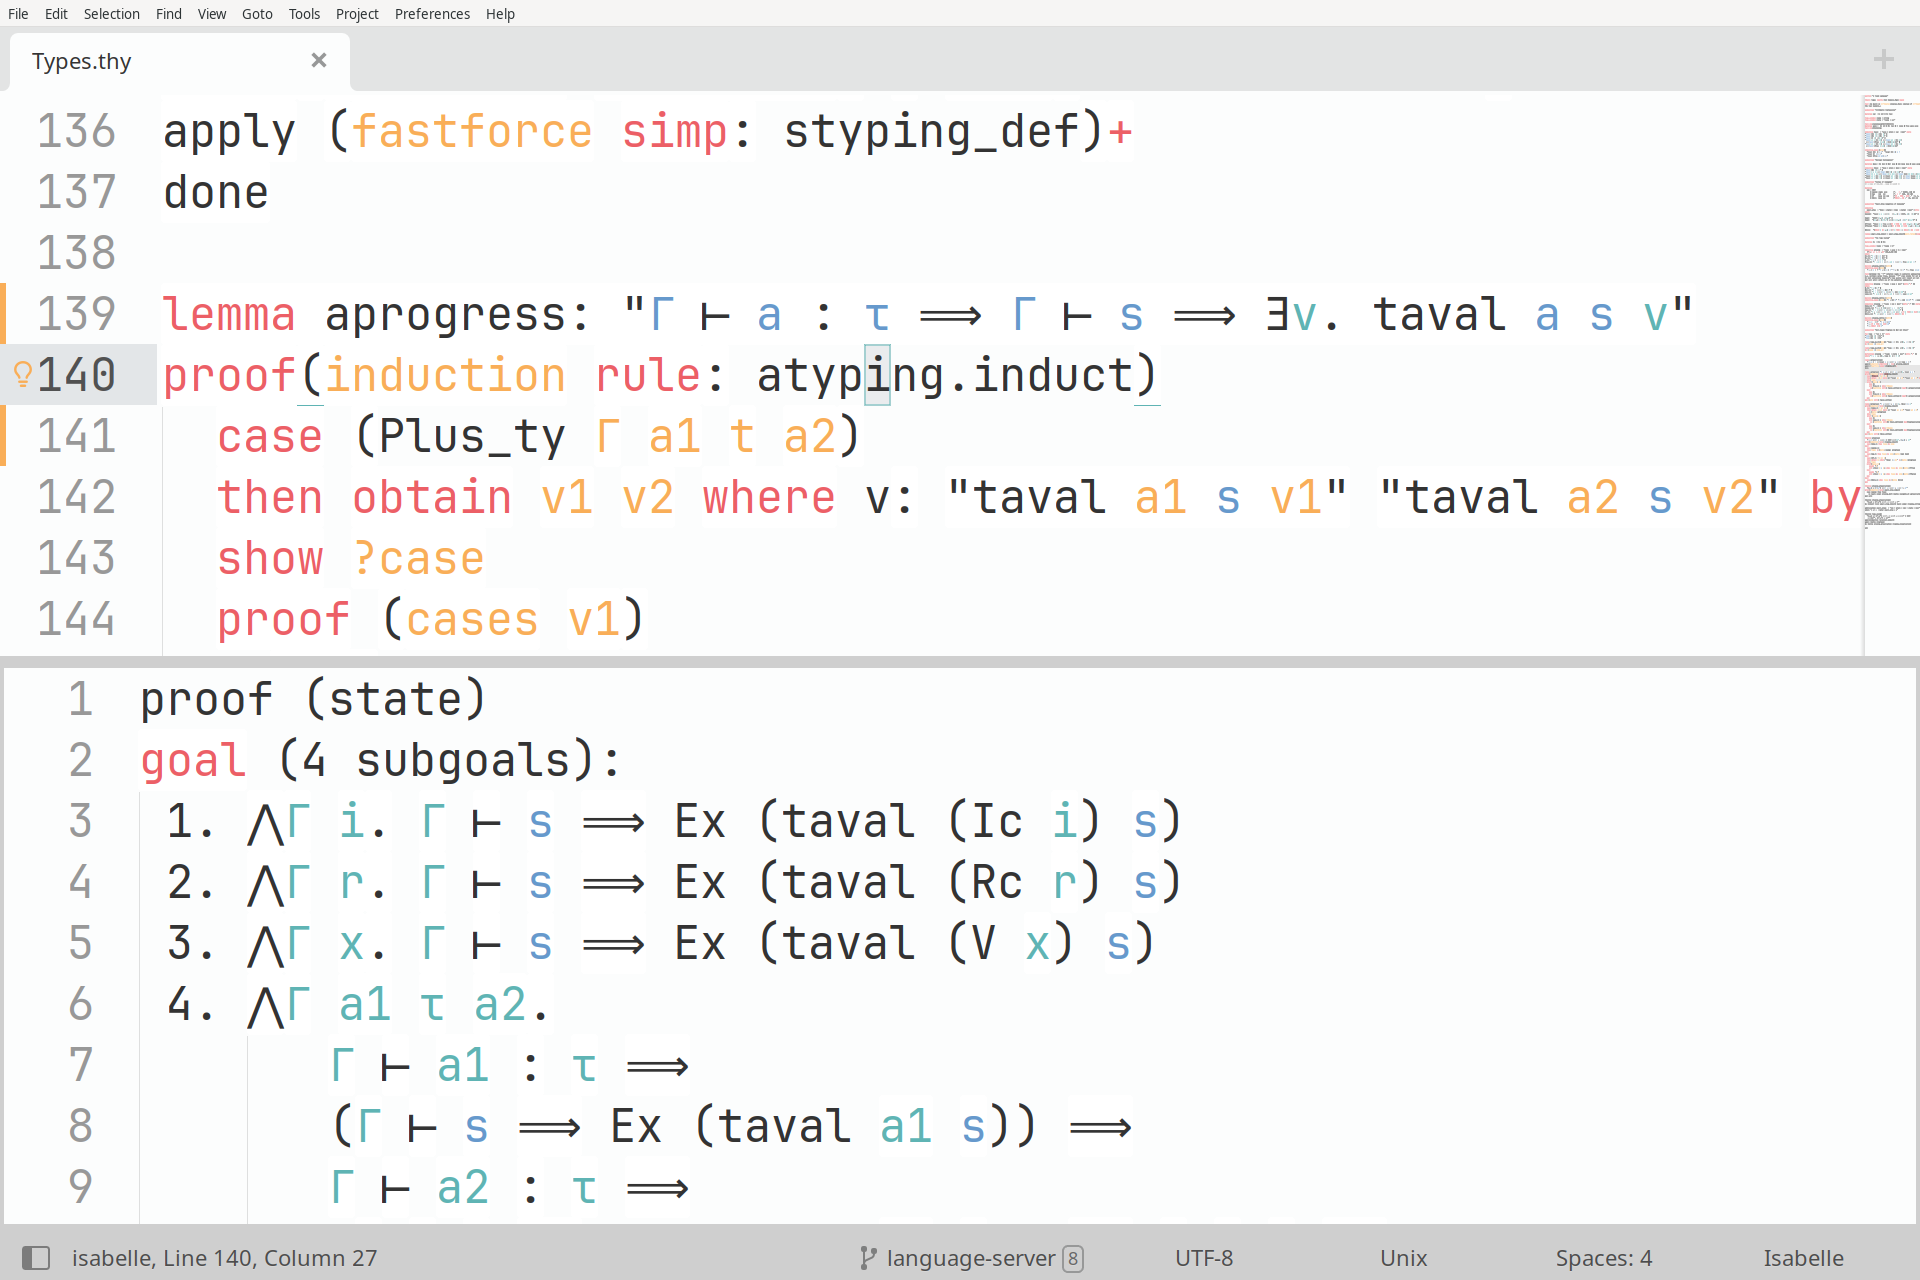 File Edit Selection Find View Goto Tools Project Preferences Help
Types.thy
136 apply (fastforce simp: styping_def)+
137 done
138
139 lemma aprogress: "Γ ⊢ a : τ ⟹ Γ ⊢ s ⟹ ∃v. taval a s v"
140 proof(induction rule: atyping.induct)
141 case (Plus_ty Γ a1 t a2)
142 then obtain v1 v2 where v: "taval a1 s v1" "taval a2 s v2" by
143 show ?case
144 proof (cases v1)
1 proof (state)
2 goal (4 subgoals):
3 1. ⋀Γ i. Γ ⊢ s ⟹ Ex (taval (Ic i) s)
4 2. ⋀Γ r. Γ ⊢ s ⟹ Ex (taval (Rc r) s)
5 3. ⋀Γ x. Γ ⊢ s ⟹ Ex (taval (V x) s)
6 4. ⋀Γ a1 τ a2.
7 Γ ⊢ a1 : τ ⟹
8 (Γ ⊢ s ⟹ Ex (taval a1 s)) ⟹
9 Γ ⊢ a2 : τ ⟹
isabelle, Line 140, Column 27 language-server 8 UTF-8 Unix Spaces: 4 Isabelle